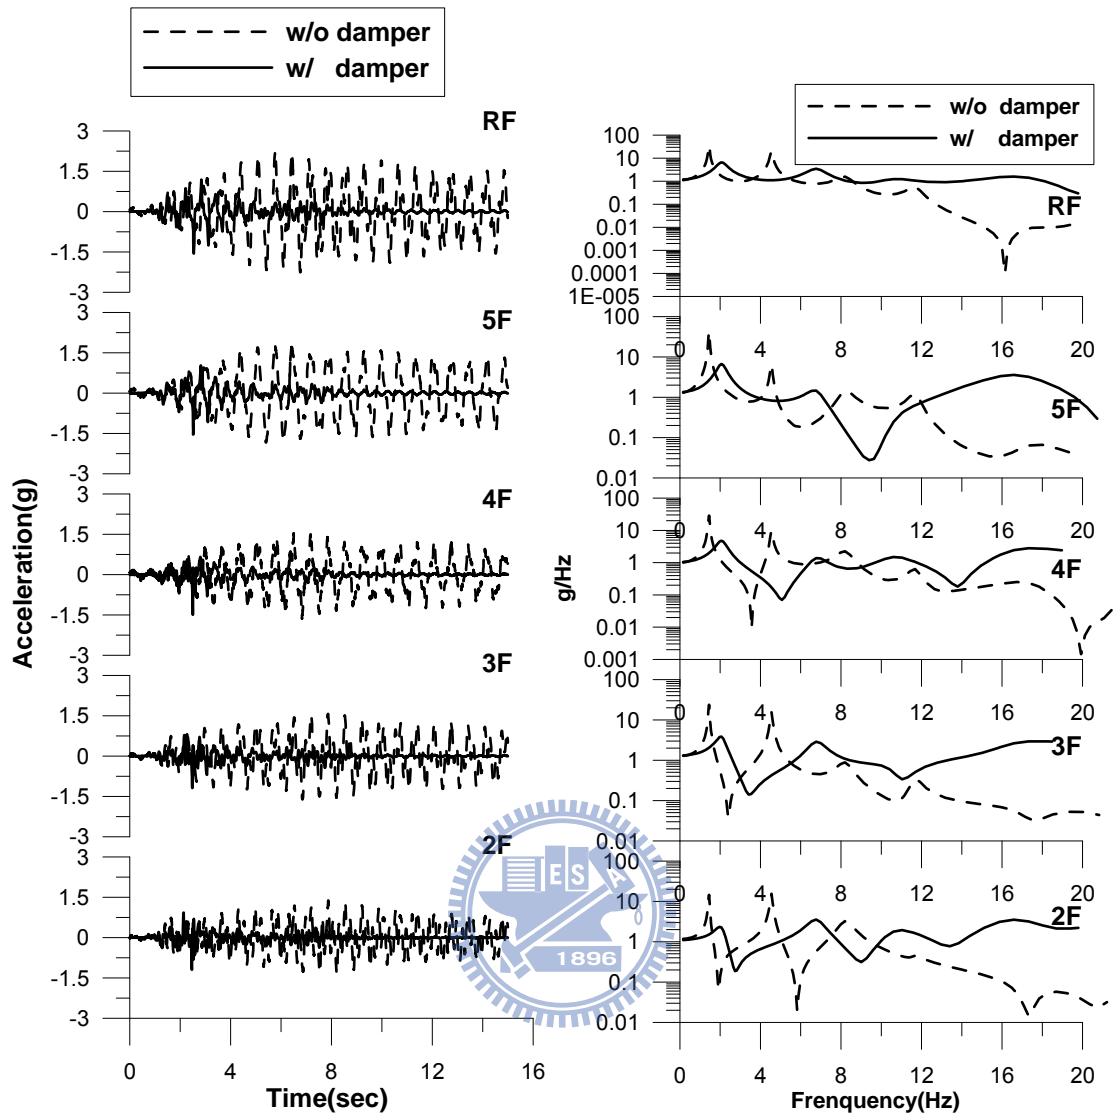 w/o damper
w/ damper
RF
3
1.5
0
-1.5
-3
5F
3
1.5
0
-1.5
-3
4F
3
1.5
0
-1.5
-3
3F
3
1.5
0
-1.5
-3
2F
3
1.5
0
-1.5
-3
0 4 8 12 16
Time(sec)
Acceleration(g)
w/o damper
w/ damper
100
10
1
0.1
0.01
0.001
0.0001
1E-005
RF
0 4 8 12 16 20
100
10
1
0.1
0.01
5F
0 4 8 12 16 20
100
10
1
0.1
0.01
0.001
4F
0 4 8 12 16 20
100
10
1
0.1
0.01
3F
0 4 8 12 16 20
100
10
1
0.1
0.01
2F
0 4 8 12 16 20
Frenquency(Hz)
g/Hz
E S A
1896